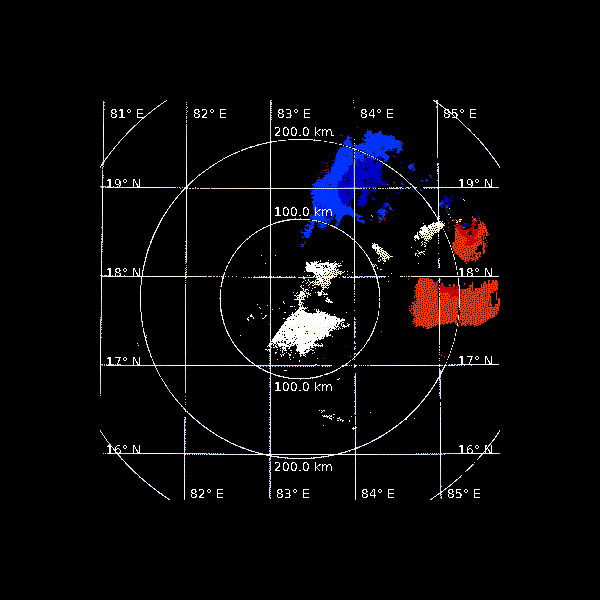 81° E 82° E 83° E 84° E 85° E
200.0 km
19° N 19° N
100.0 km
18° N 18° N
17° N 17° N
100.0 km
16° N 16° N
200.0 km
82° E 83° E 84° E 85° E